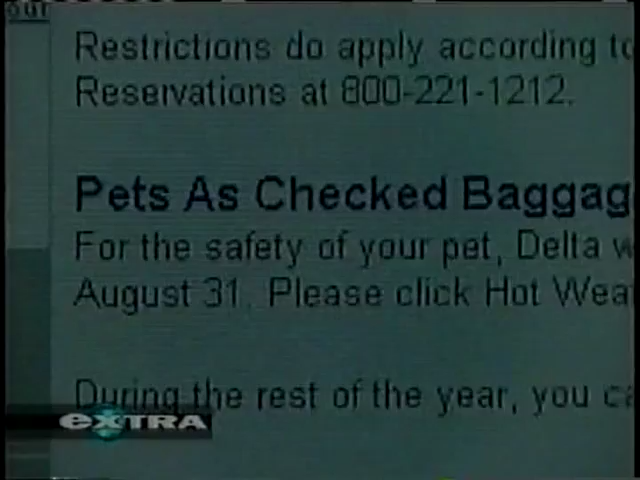 our
Restrictions do apply according to
Reservations at 800-221-1212.
Pets As Checked Baggag
For the safety of your pet, Delta w
August 31. Please click Hot Wea
During the rest of the year, you ca
extra